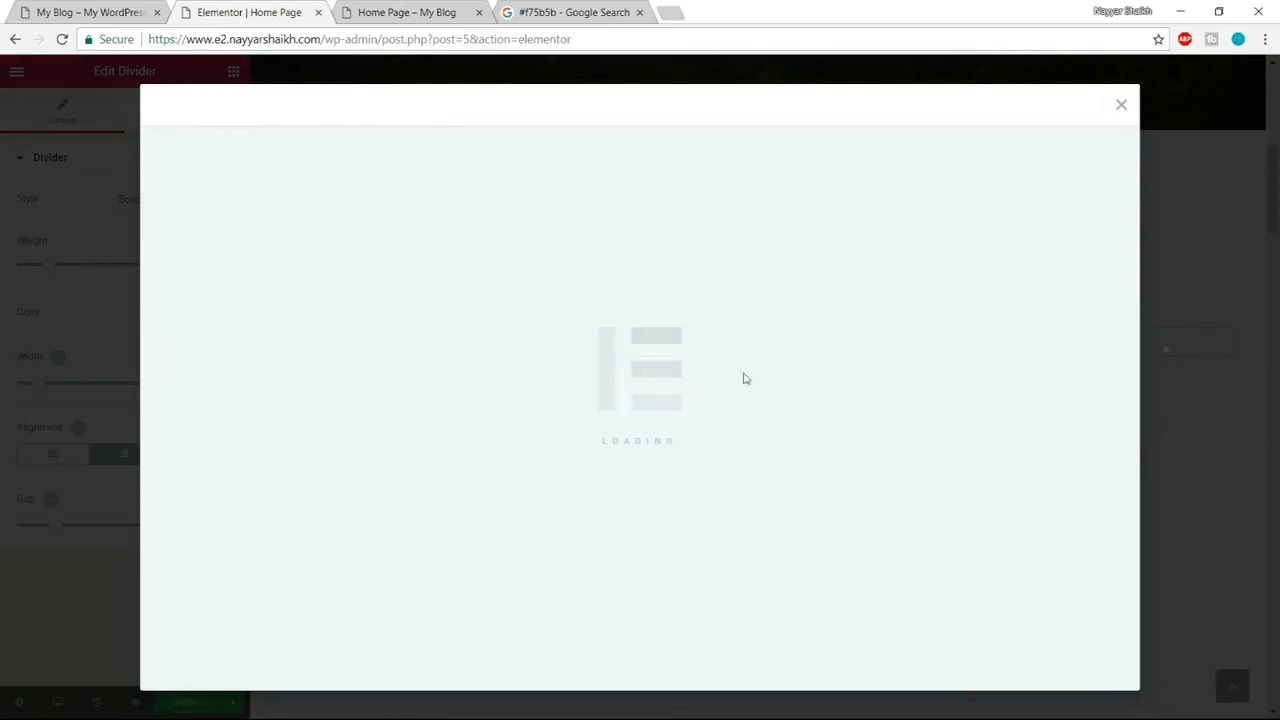 My Blog – My WordPress
Elementor | Home Page
Home Page – My Blog
#f75b5b - Google Search
Nayyar Shaikh
Secure
https://www.e2.nayyarshaikh.com/wp-admin/post.php?post=5&action=elementor
Edit Divider
Content
Divider
Style
Weight
Color
Width
Alignment
Gap
LOADING